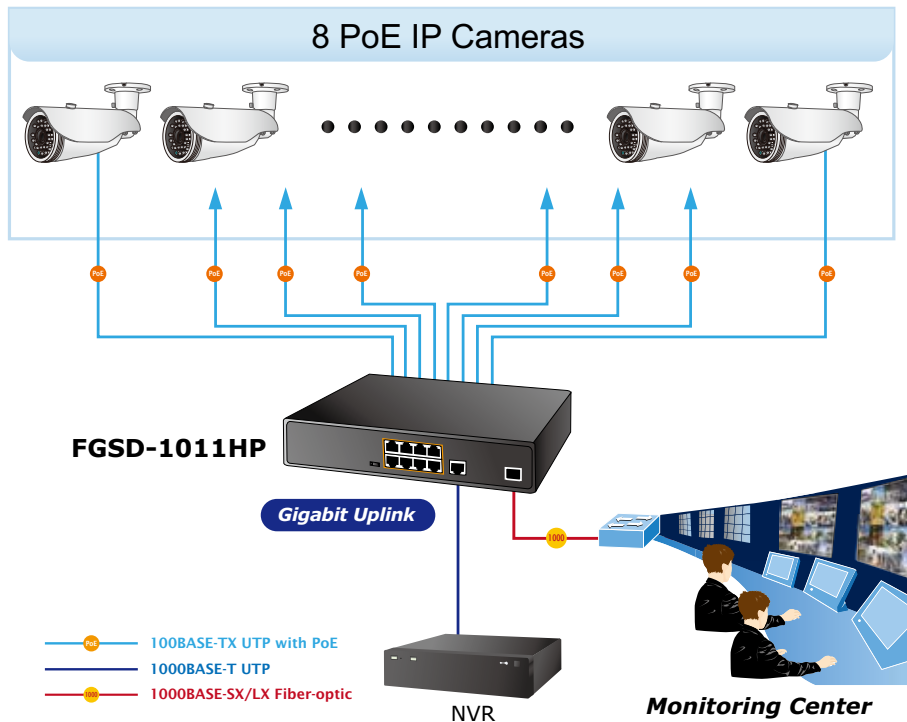 8 PoE IP Cameras
PoE
PoE
PoE
PoE
PoE
PoE
PoE
PoE
FGSD-1011HP
Gigabit Uplink
1000
PoE
100BASE-TX UTP with PoE
1000BASE-T UTP
1000
1000BASE-SX/LX Fiber-optic
NVR
Monitoring Center